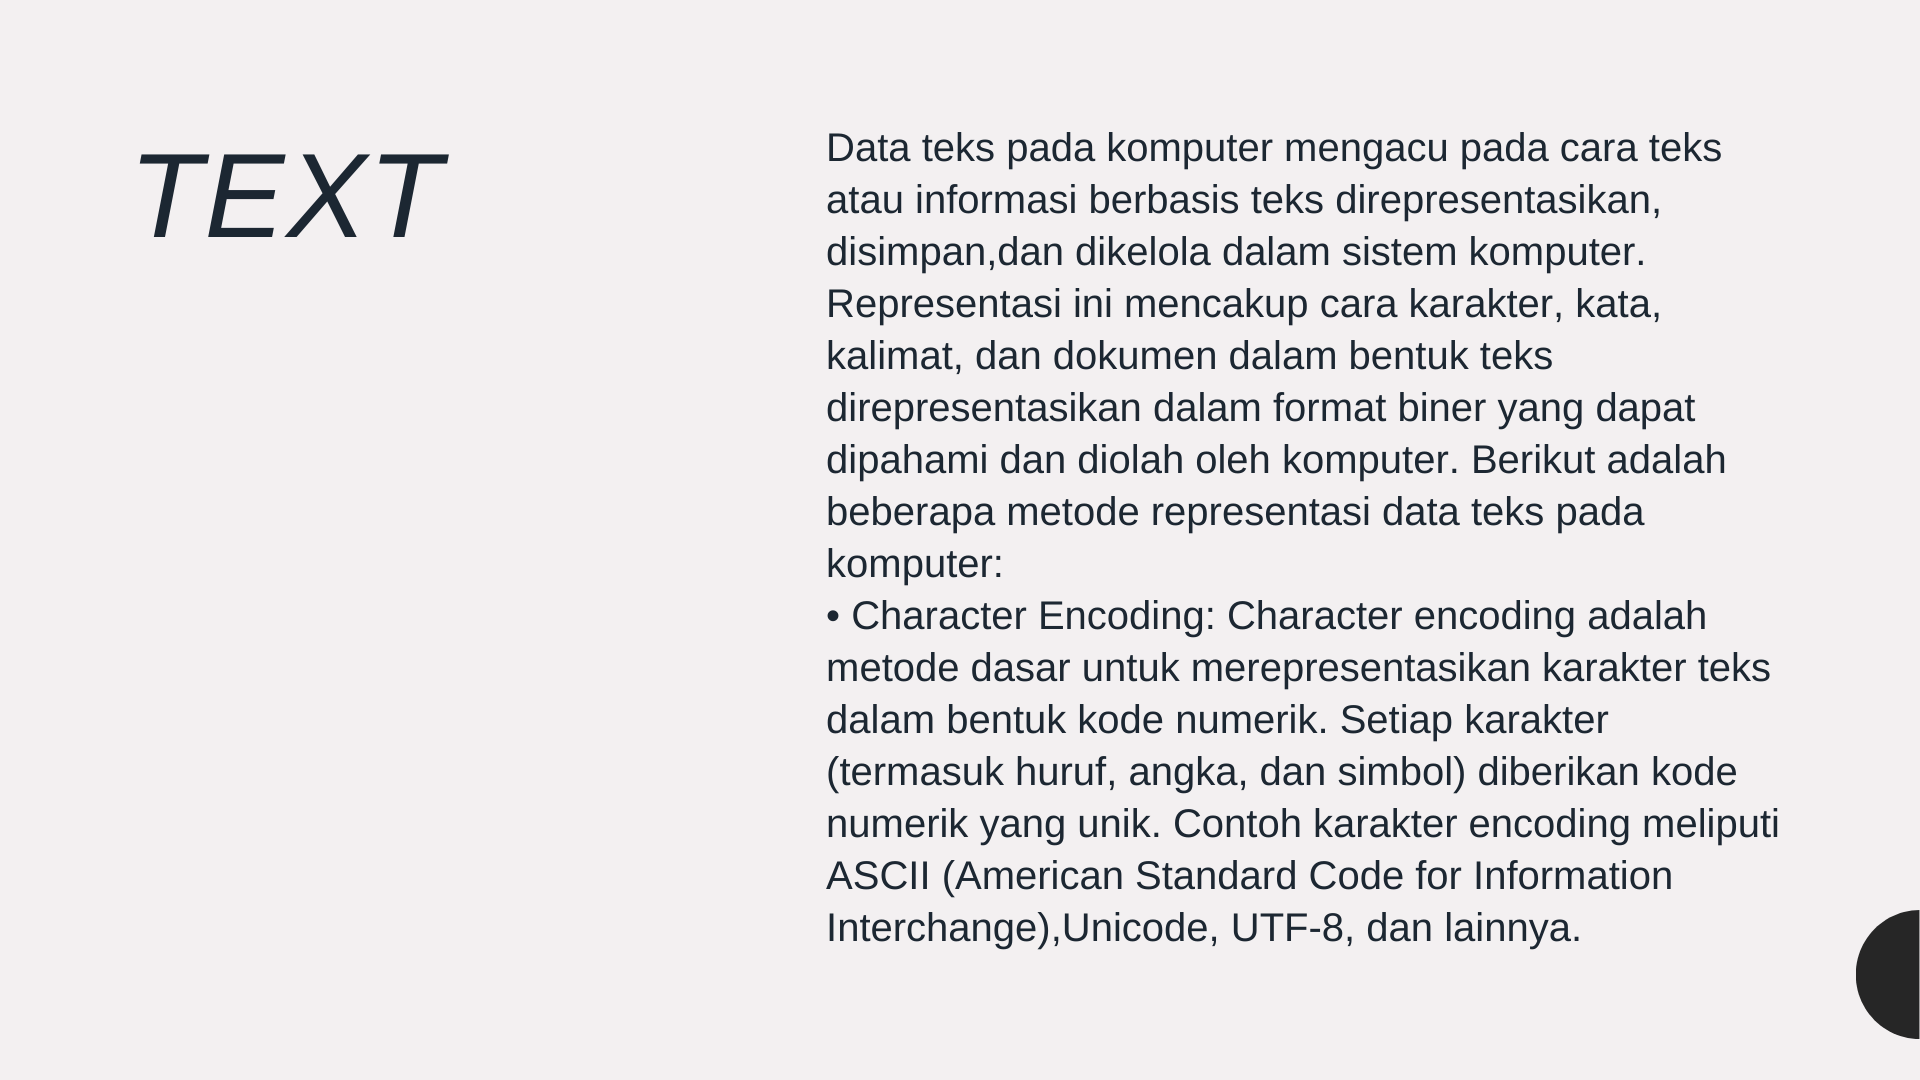 TEXT
Data teks pada komputer mengacu pada cara teks
atau informasi berbasis teks direpresentasikan,
disimpan,dan dikelola dalam sistem komputer.
Representasi ini mencakup cara karakter, kata,
kalimat, dan dokumen dalam bentuk teks
direpresentasikan dalam format biner yang dapat
dipahami dan diolah oleh komputer. Berikut adalah
beberapa metode representasi data teks pada
komputer:
• Character Encoding: Character encoding adalah
metode dasar untuk merepresentasikan karakter teks
dalam bentuk kode numerik. Setiap karakter
(termasuk huruf, angka, dan simbol) diberikan kode
numerik yang unik. Contoh karakter encoding meliputi
ASCII (American Standard Code for Information
Interchange),Unicode, UTF-8, dan lainnya.